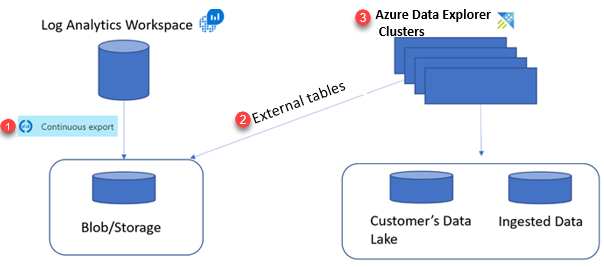 Log Analytics Workspace
3 Azure Data Explorer
Clusters
2 External tables
1 Continuous export
Blob/Storage
Customer's Data
Lake
Ingested Data